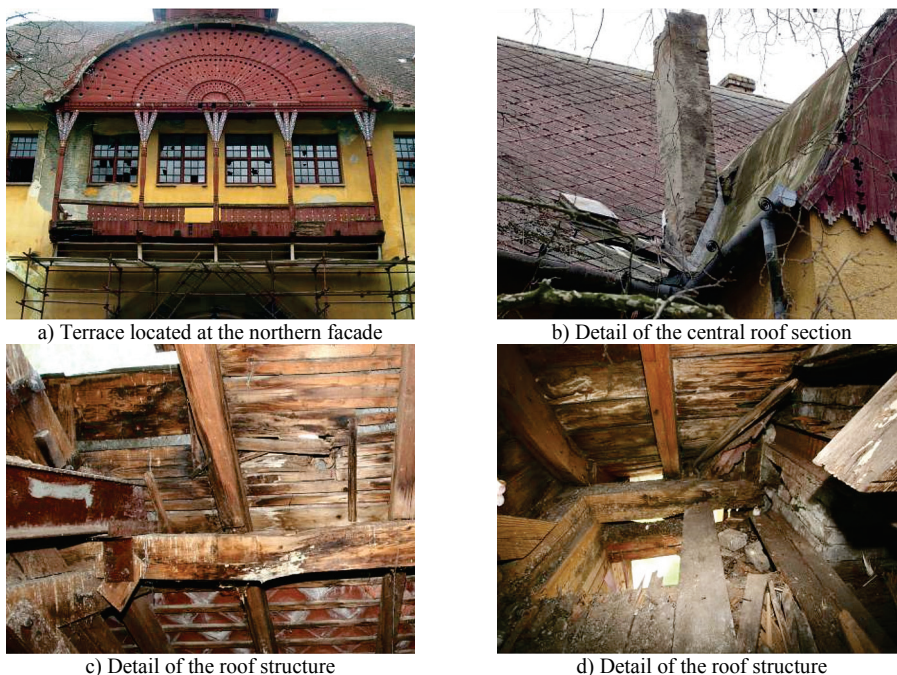 a) Terrace located at the northern facade
b) Detail of the central roof section
c) Detail of the roof structure
d) Detail of the roof structure